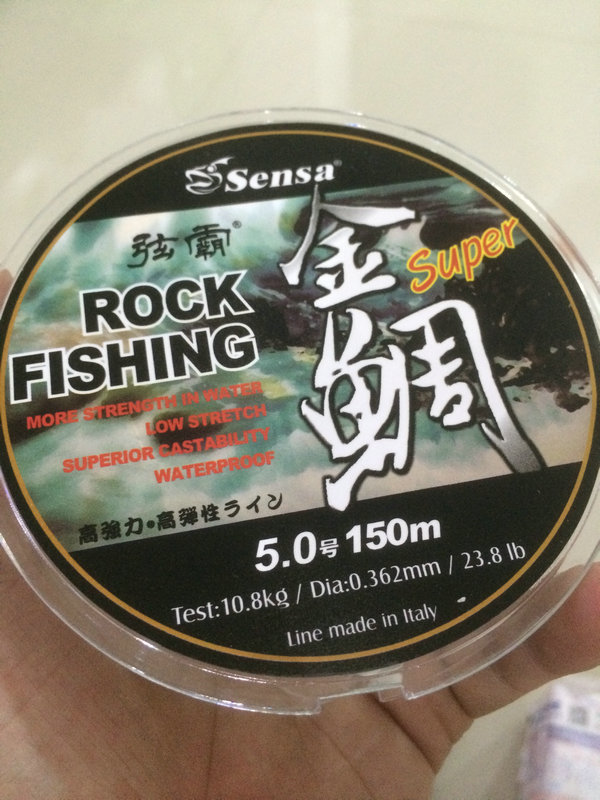 Sensa®
弦霸®
金鯛
Super
ROCK
FISHING
MORE STRENGTH IN WATER
LOW STRETCH
SUPERIOR CASTABILITY
WATERPROOF
高強力•高弾性ライン
5.0号 150m
Test:10.8kg / Dia:0.362mm / 23.8 lb
Line made in Italy